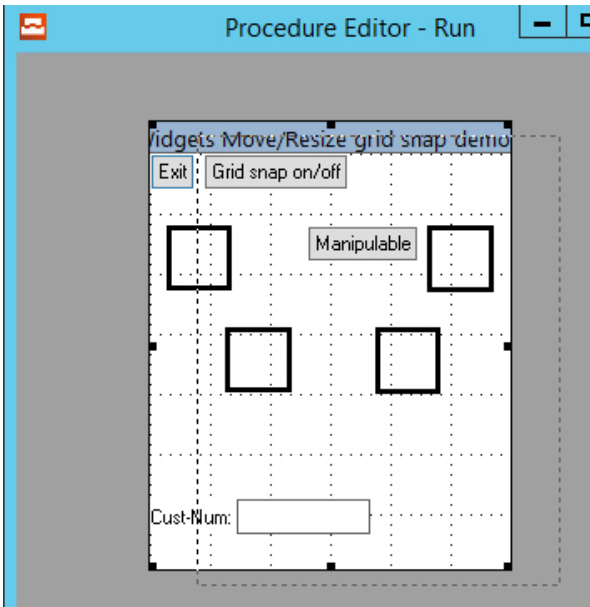 Procedure Editor - Run
Widgets Move/Resize grid snap demo
Exit
Grid snap on/off
Manipulable
Cust-Num: